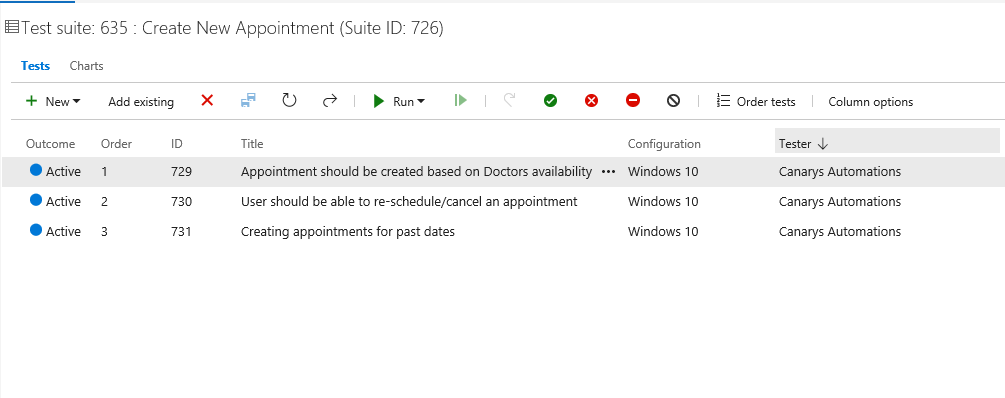 Test suite: 635 : Create New Appointment (Suite ID: 726)
Tests Charts
New Add existing Run Order tests Column options
Outcome Order ID Title Configuration Tester
Active 1 729 Appointment should be created based on Doctors availability Windows 10 Canarys Automations
Active 2 730 User should be able to re-schedule/cancel an appointment Windows 10 Canarys Automations
Active 3 731 Creating appointments for past dates Windows 10 Canarys Automations